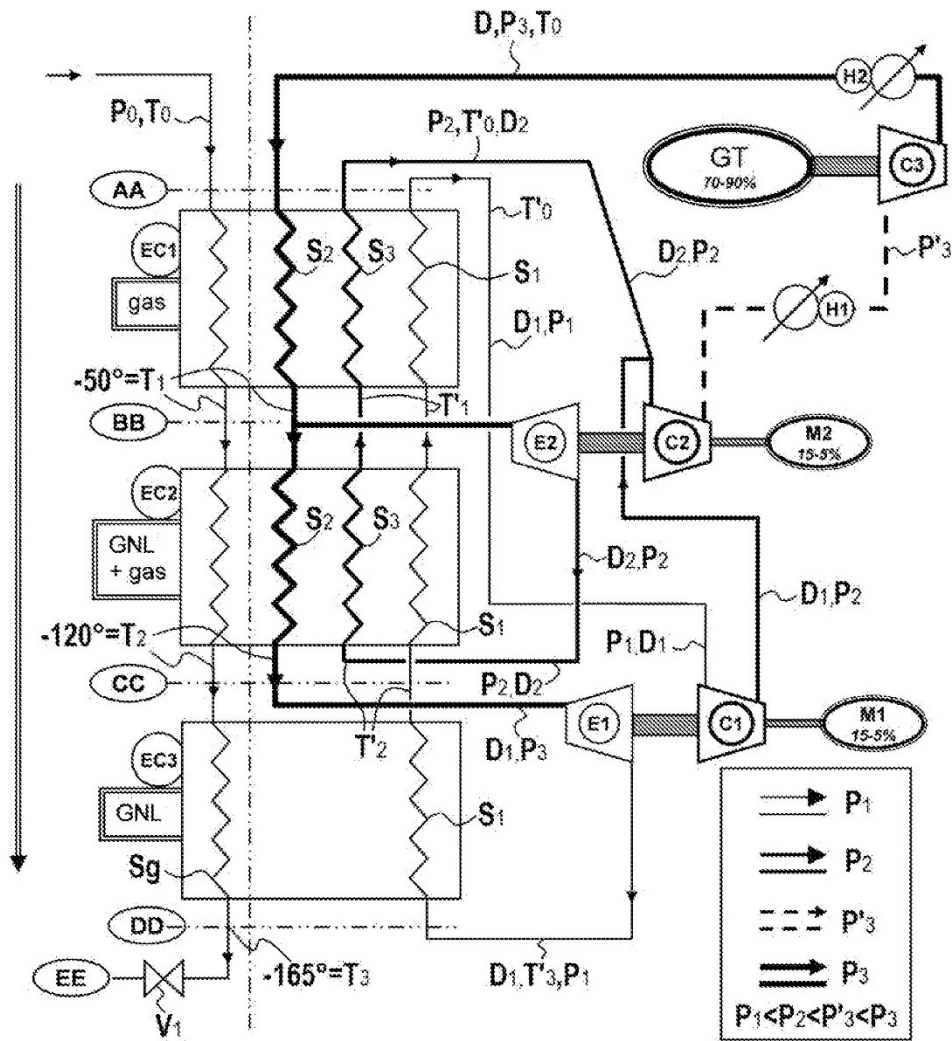 D,P3,T0
H2
P0,T0
P2,T'0,D2
GT
70-90%
C3
AA
T'0
P'3
EC1
S2
S3
S1
D2,P2
gas
H1
D1,P1
-50°=T1
T'1
BB
E2
C2
M2
15-5%
EC2
S2
S3
GNL
+ gas
D2,P2
D1,P2
S1
-120°=T2
P1,D1
CC
P2,D2
E1
C1
M1
15-5%
T'2
D1,P3
EC3
GNL
S1
P1
Sg
P2
DD
P'3
-165°=T3
D1,T'3,P1
EE
P3
V1
P1<P2<P'3<P3